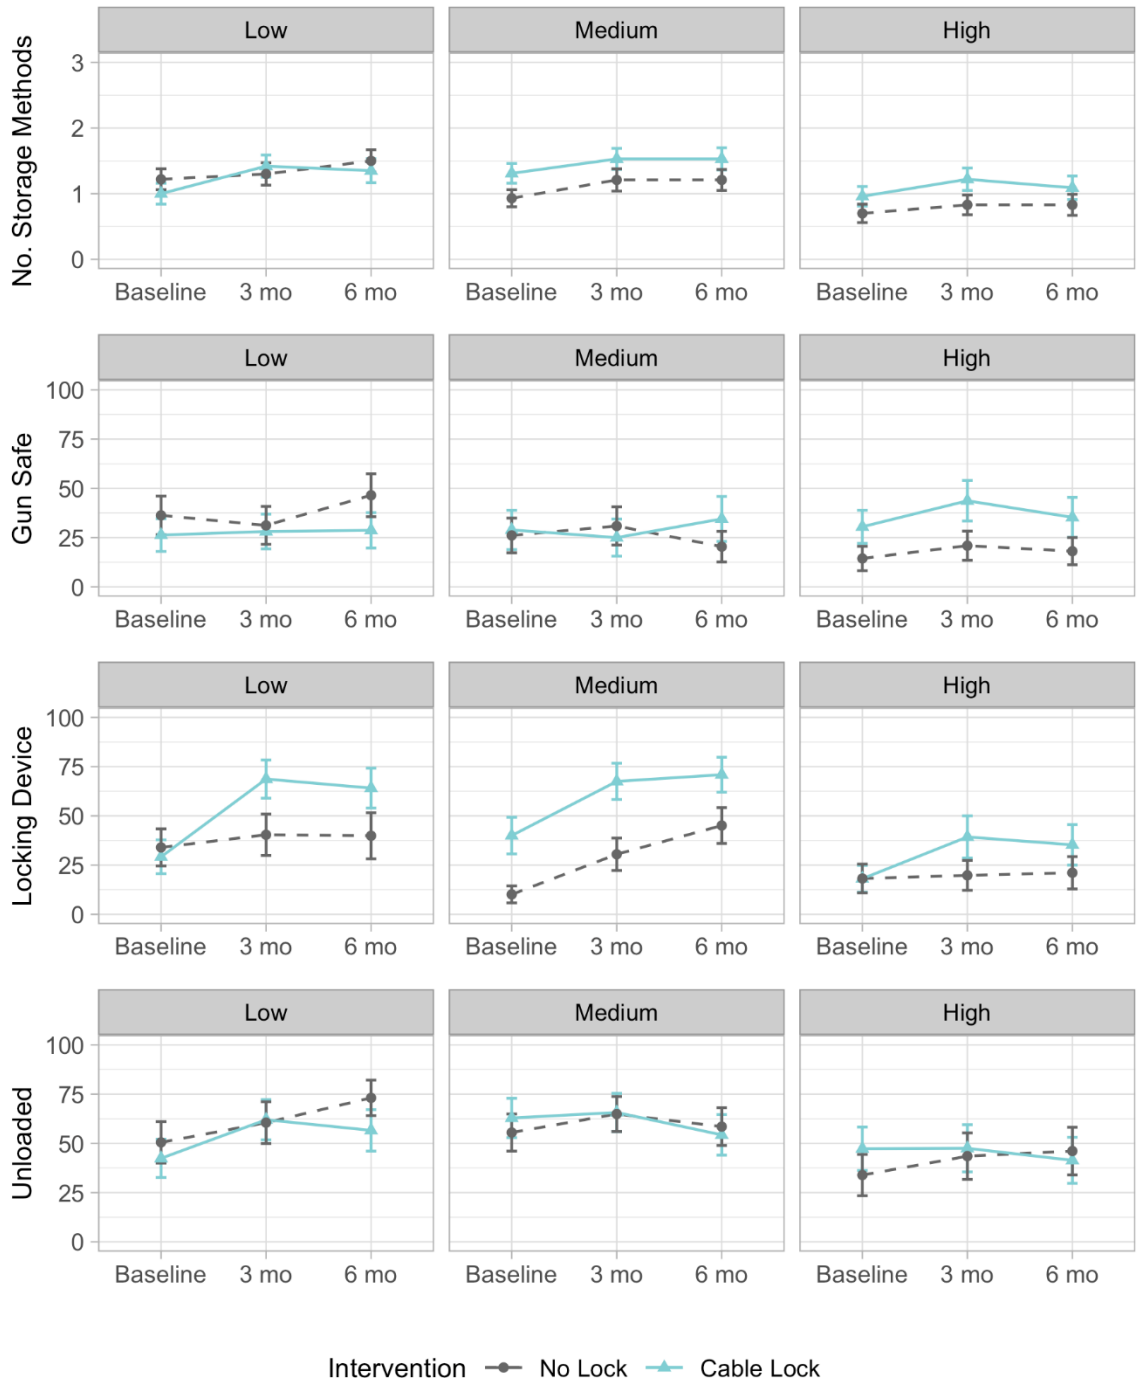 No. Storage Methods
Low Medium High
3
2
1
0
Baseline 3 mo 6 mo Baseline 3 mo 6 mo Baseline 3 mo 6 mo
Gun Safe
Low Medium High
100
75
50
25
0
Baseline 3 mo 6 mo Baseline 3 mo 6 mo Baseline 3 mo 6 mo
Locking Device
Low Medium High
100
75
50
25
0
Baseline 3 mo 6 mo Baseline 3 mo 6 mo Baseline 3 mo 6 mo
Unloaded
Low Medium High
100
75
50
25
0
Baseline 3 mo 6 mo Baseline 3 mo 6 mo Baseline 3 mo 6 mo
Intervention No Lock Cable Lock